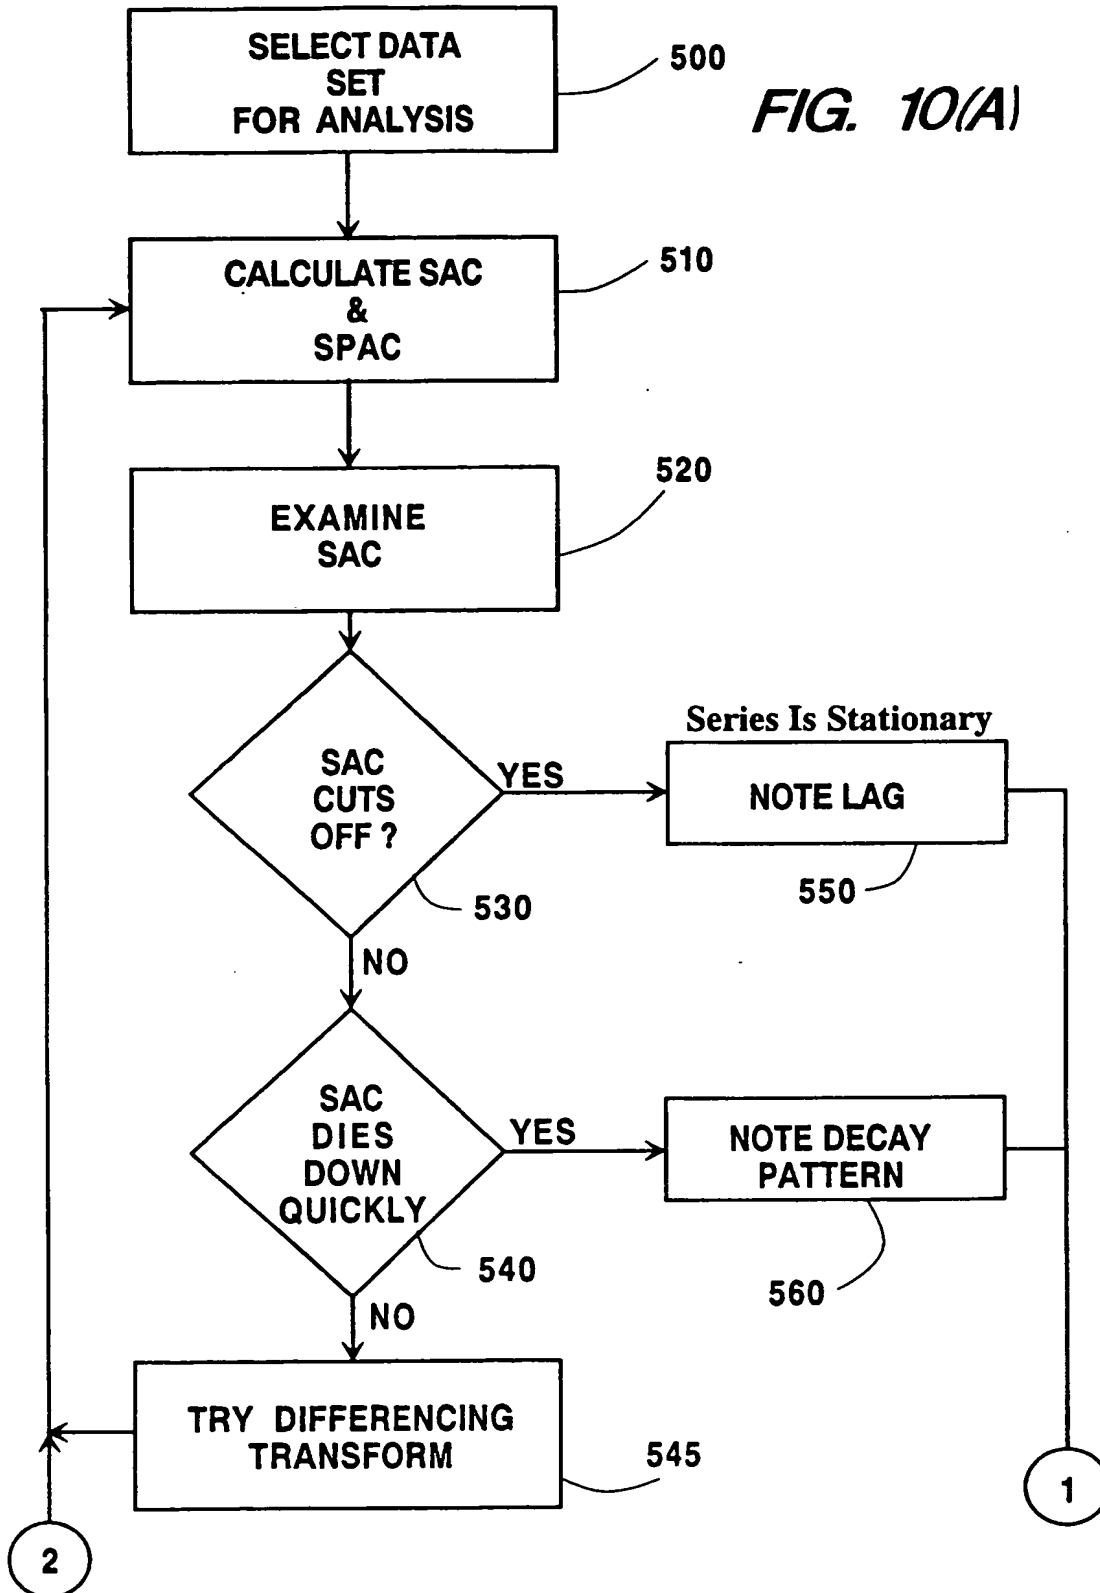 SELECT DATA
SET
FOR ANALYSIS
500
FIG. 10(A)
CALCULATE SAC
&
SPAC
510
EXAMINE
SAC
520
SAC
CUTS
OFF ?
530
YES
Series Is Stationary
NOTE LAG
550
NO
SAC
DIES
DOWN
QUICKLY
540
YES
NOTE DECAY
PATTERN
560
NO
TRY DIFFERENCING
TRANSFORM
545
1
2